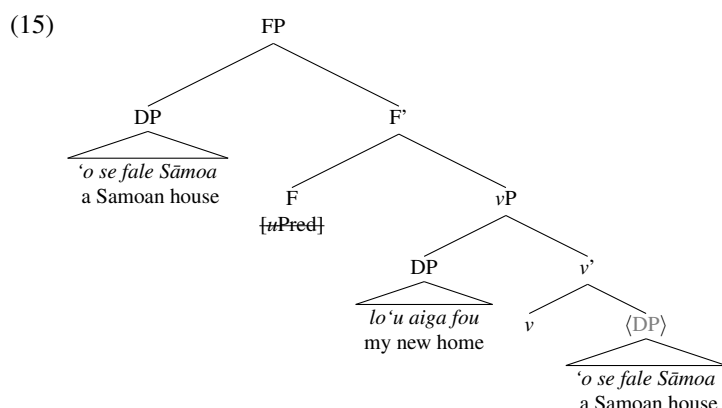 (15)
FP
DP F’
‘o se fale Sāmoa
a Samoan house
F vP
[uPred]
DP v’
lo‘u aiga fou
my new home
v ⟨DP⟩
‘o se fale Sāmoa
a Samoan house